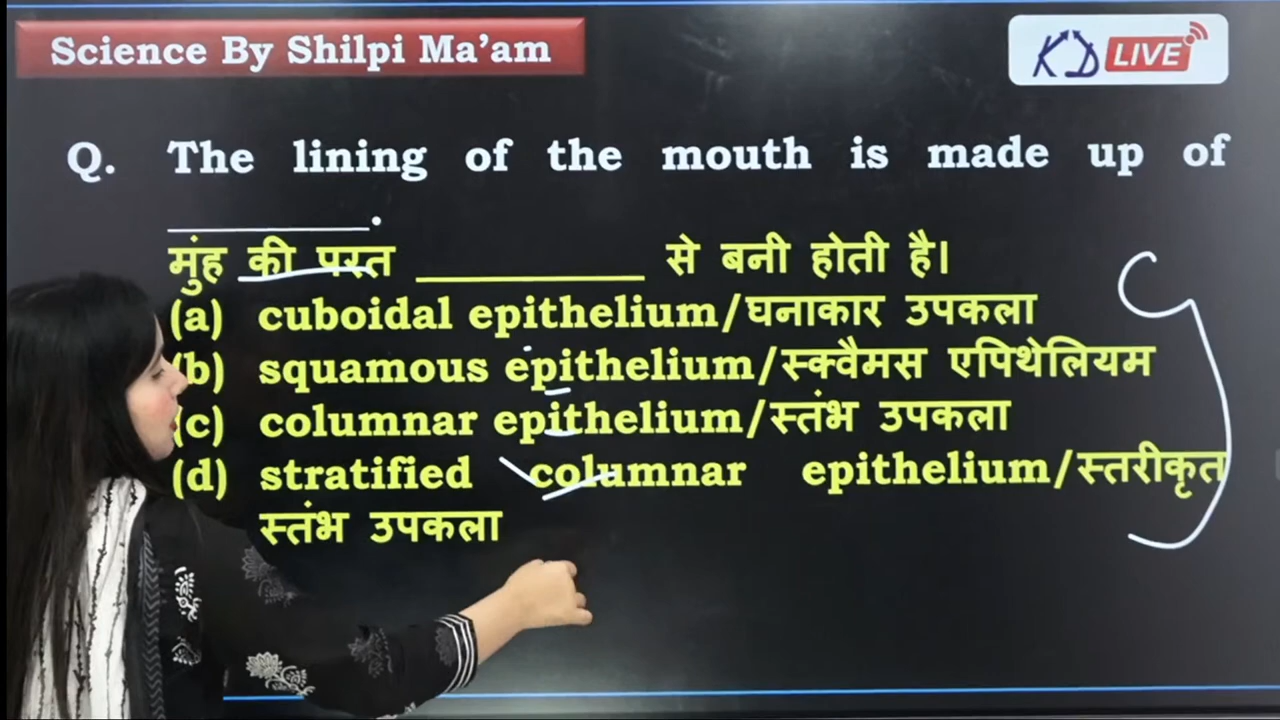 Science By Shilpi Ma’am
KD LIVE
Q. The lining of the mouth is made up of
__________.
मुंह की परत ___________ से बनी होती है।
(a) cuboidal epithelium/घनाकार उपकला
(b) squamous epithelium/स्क्वैमस एपिथेलियम
(c) columnar epithelium/स्तंभ उपकला
(d) stratified columnar epithelium/स्तरीकृत
स्तंभ उपकला